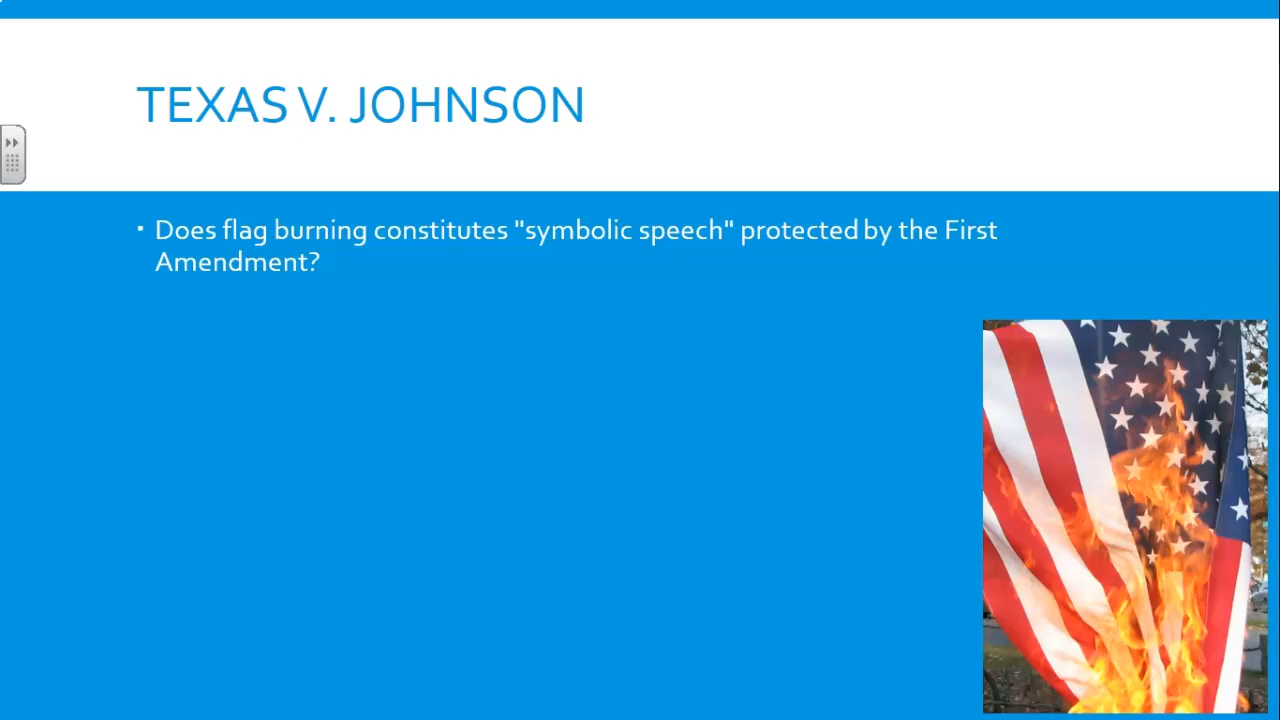 TEXAS V. JOHNSON
▪ Does flag burning constitutes "symbolic speech" protected by the First
Amendment?